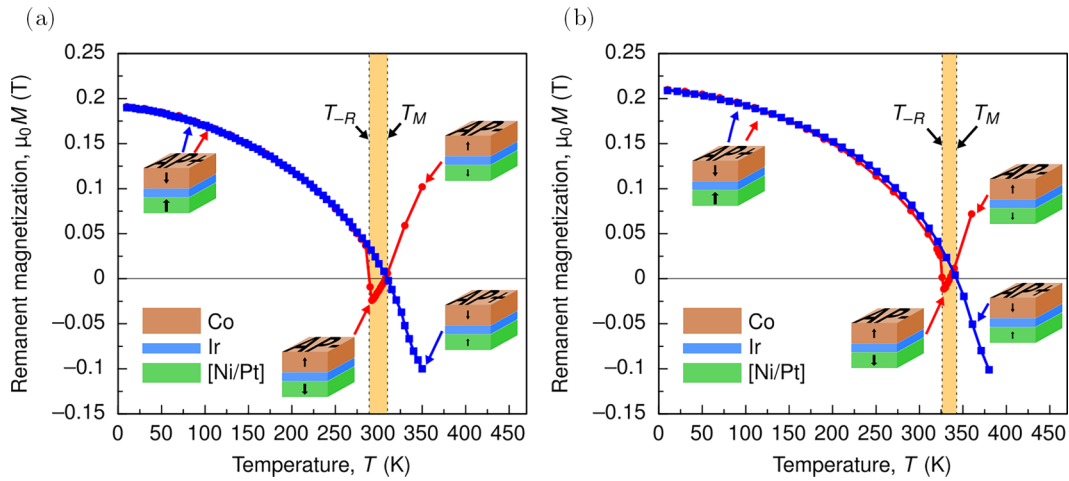 (a)
Remanent magnetization, μ₀M (T)
0.25
0.2
0.15
0.1
0.05
0
−0.05
−0.1
−0.15
T−R
TM
AP+
AP-
AP-
AP+
Co
Ir
[Ni/Pt]
0 50 100 150 200 250 300 350 400 450
Temperature, T (K)
(b)
Remanent magnetization, μ₀M (T)
0.25
0.2
0.15
0.1
0.05
0
−0.05
−0.1
−0.15
T−R
TM
AP+
AP-
AP-
AP+
Co
Ir
[Ni/Pt]
0 50 100 150 200 250 300 350 400 450
Temperature, T (K)